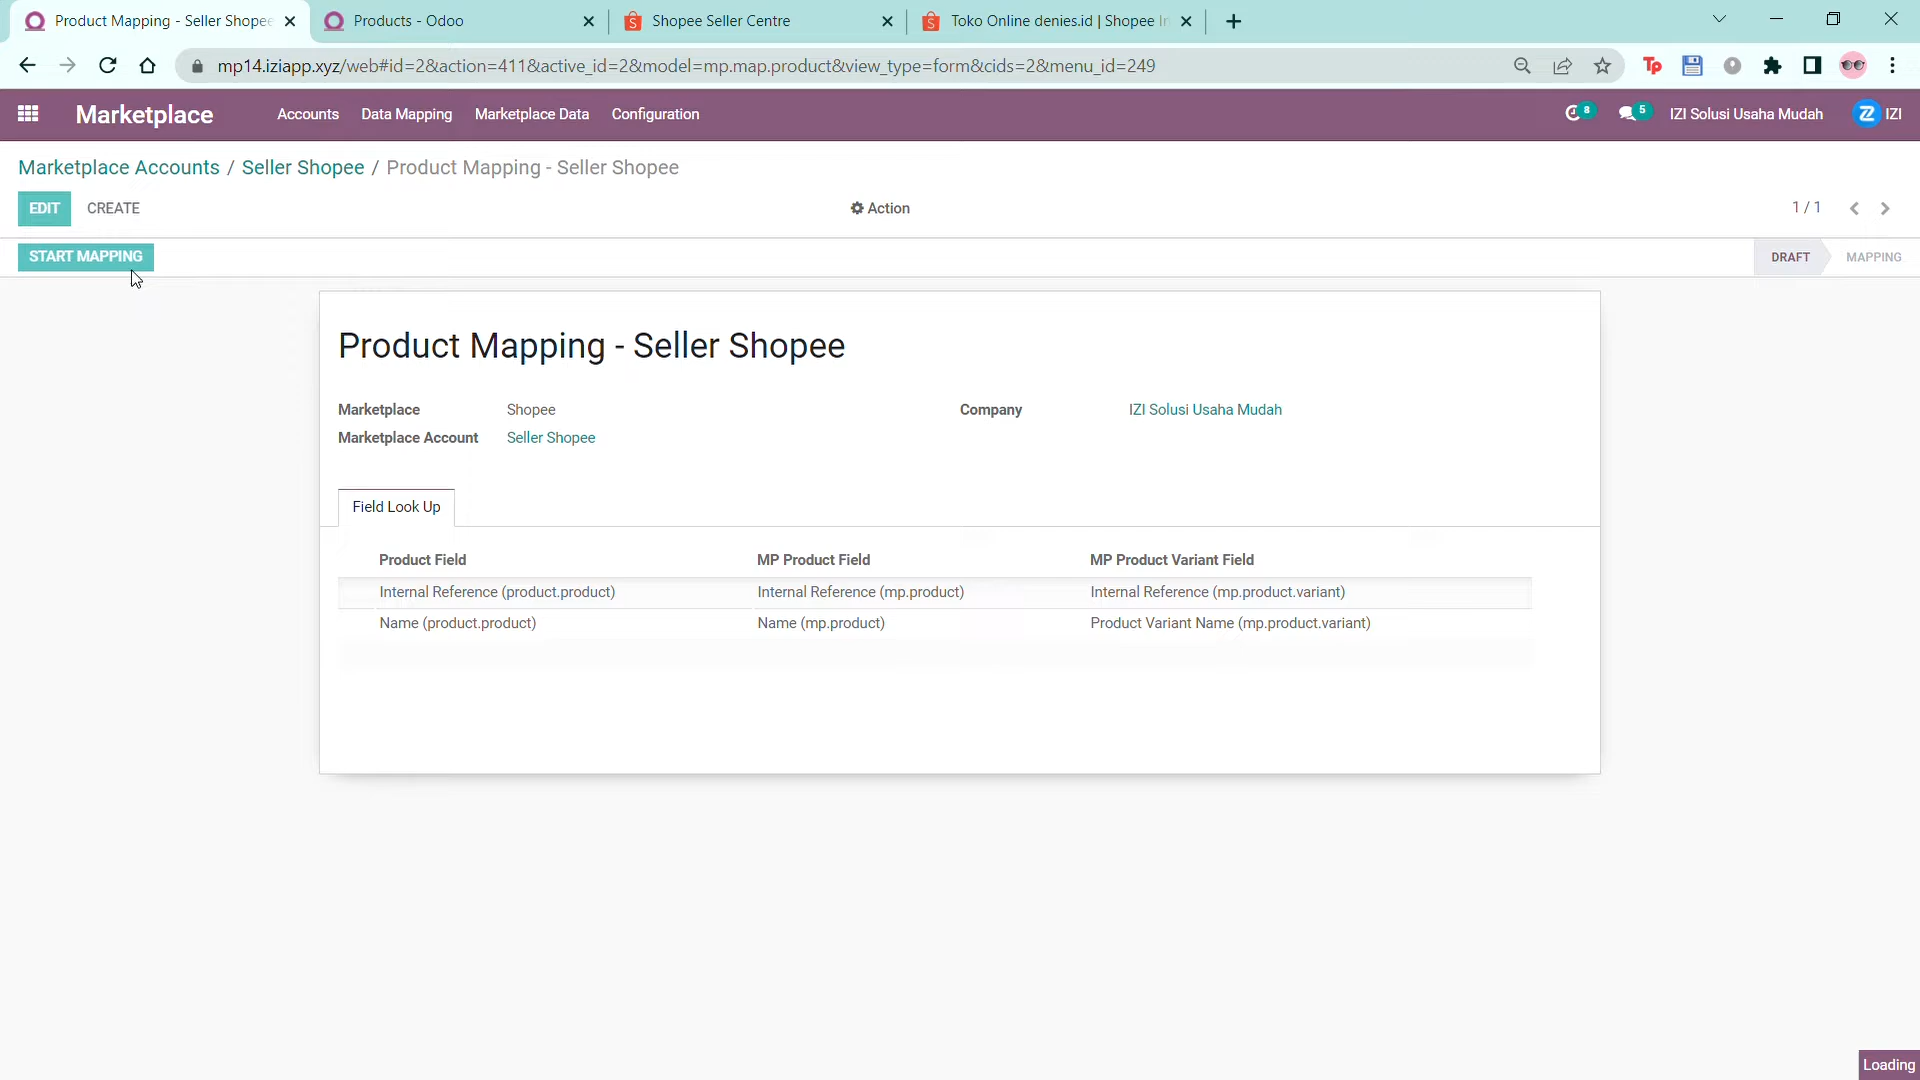 Product Mapping - Seller Shopee
Products - Odoo
Shopee Seller Centre
Toko Online denies.id | Shopee In
mp14.iziapp.xyz/web#id=2&action=411&active_id=2&model=mp.map.product&view_type=form&cids=2&menu_id=249
Tp
Marketplace Accounts Data Mapping Marketplace Data Configuration 8 5 IZI Solusi Usaha Mudah IZI
Marketplace Accounts / Seller Shopee / Product Mapping - Seller Shopee
EDIT CREATE Action 1 / 1
START MAPPING DRAFT MAPPING
Product Mapping - Seller Shopee
Marketplace Shopee Company IZI Solusi Usaha Mudah
Marketplace Account Seller Shopee
Field Look Up
Product Field MP Product Field MP Product Variant Field
Internal Reference (product.product) Internal Reference (mp.product) Internal Reference (mp.product.variant)
Name (product.product) Name (mp.product) Product Variant Name (mp.product.variant)
Loading